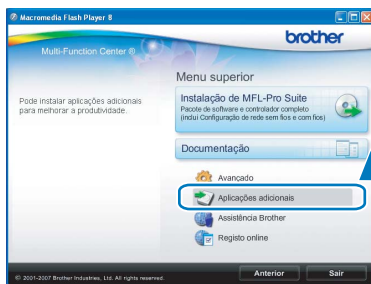 Macromedia Flash Player 8
brother
Multi-Function Center ®
Menu superior
Pode instalar aplicações adicionais
para melhorar a produtividade.
Instalação de MFL-Pro Suite
Pacote de software e controlador completo
(inclui Configuração de rede sem fios e com fios)
Documentação
Avançado
Aplicações adicionais
Assistência Brother
Registo online
© 2001-2007 Brother Industries, Ltd. All rights reserved.
Anterior
Sair